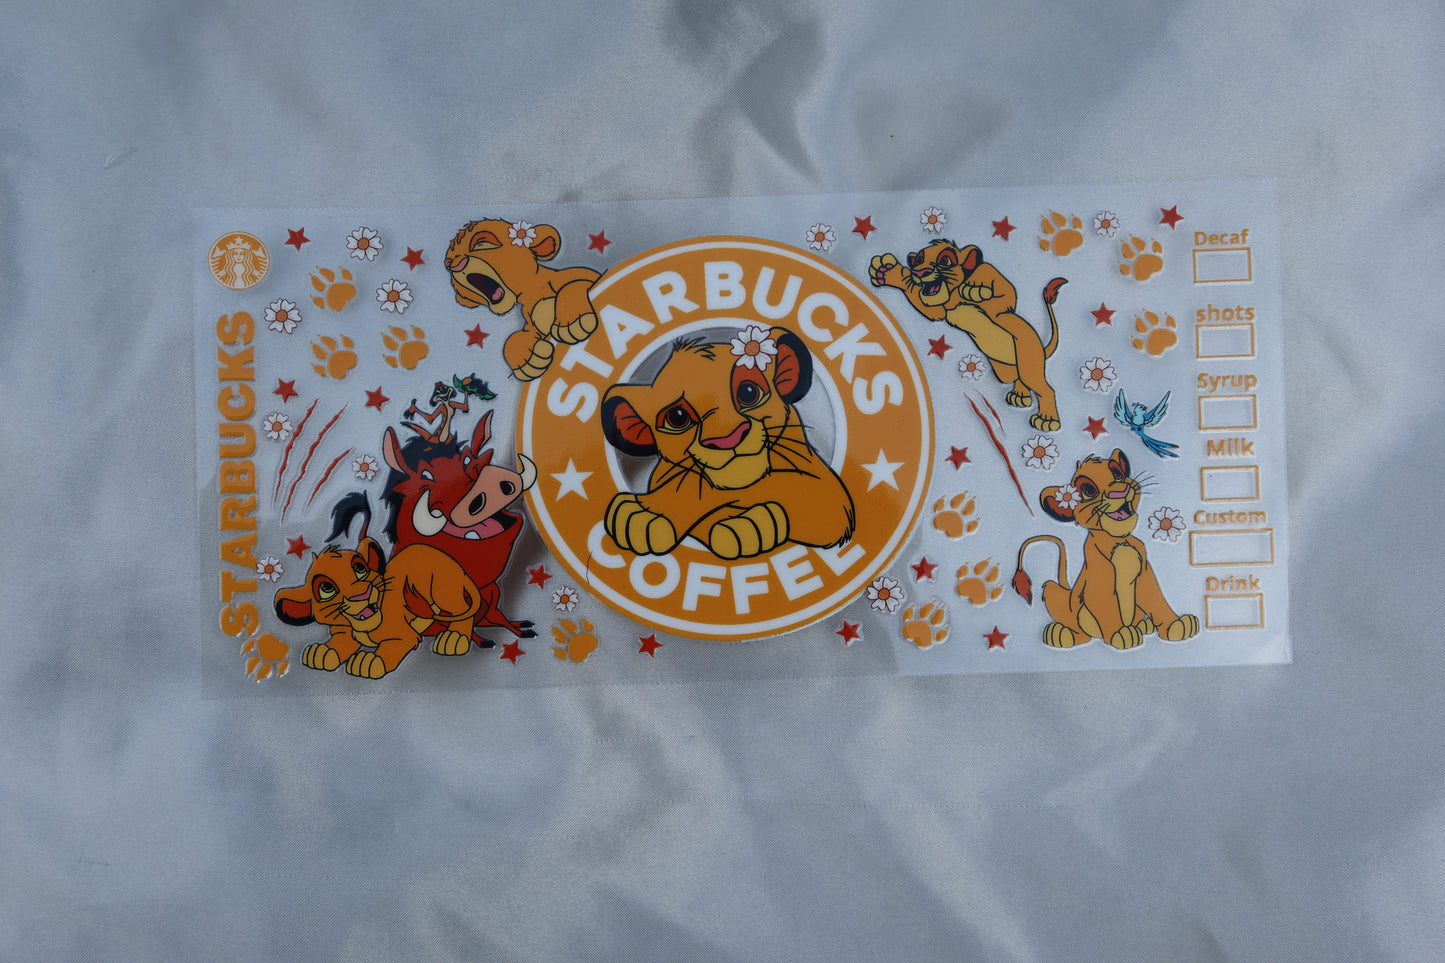 STARBUCKS
STARBUCKS
COFFEE
Decaf
shots
Syrup
Milk
Custom
Drink